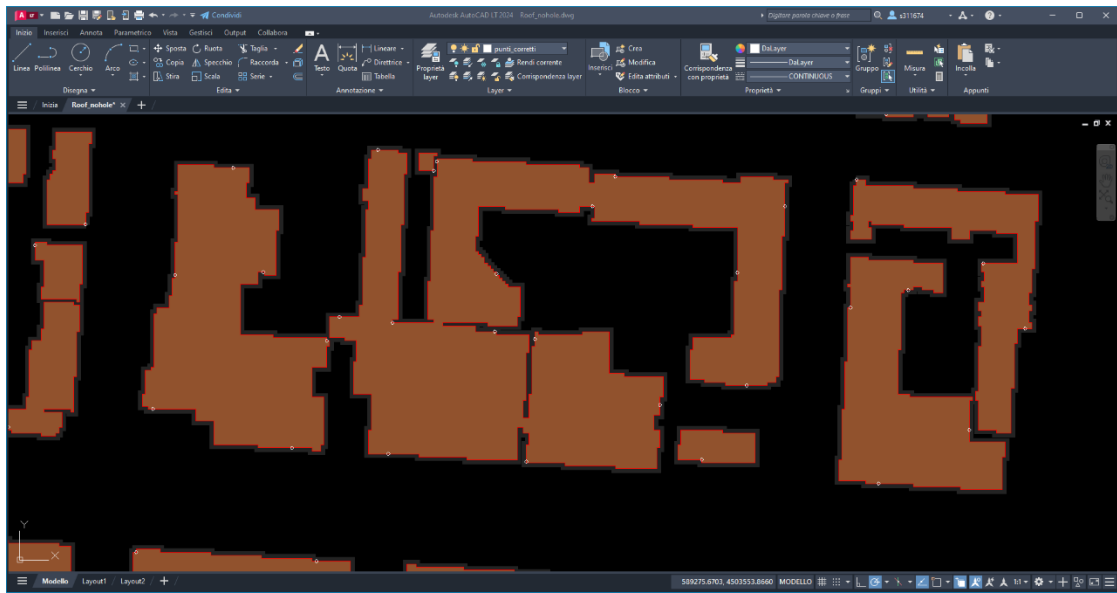 A LT Condividi Autodesk AutoCAD LT 2024 Roof_nohole.dwg Digitare parola chiave o frase s311674
Inizio Inserisci Annota Parametrico Vista Gestisci Output Collabora
Linea Polilinea Cerchio Arco
Sposta Ruota Taglia
Copia Specchio Raccorda
Stira Scala Serie
Disegna Edita
Testo Quota
Lineare
Direttrice
Tabella
Annotazione
Proprietà layer
punti_corretti
Rendi corrente
Corrispondenza layer
Layer
Inserisci
Crea
Modifica
Edita attributi
Blocco
Corrispondenza con proprietà
DaLayer
DaLayer
CONTINUOUS
Proprietà
Gruppo
Gruppi
Misura
Utilità
Incolla
Appunti
Inizio Roof_nohole*
Y
X
Modello Layout1 Layout2 589275.6703, 4503553.8660 MODELLO 1:1